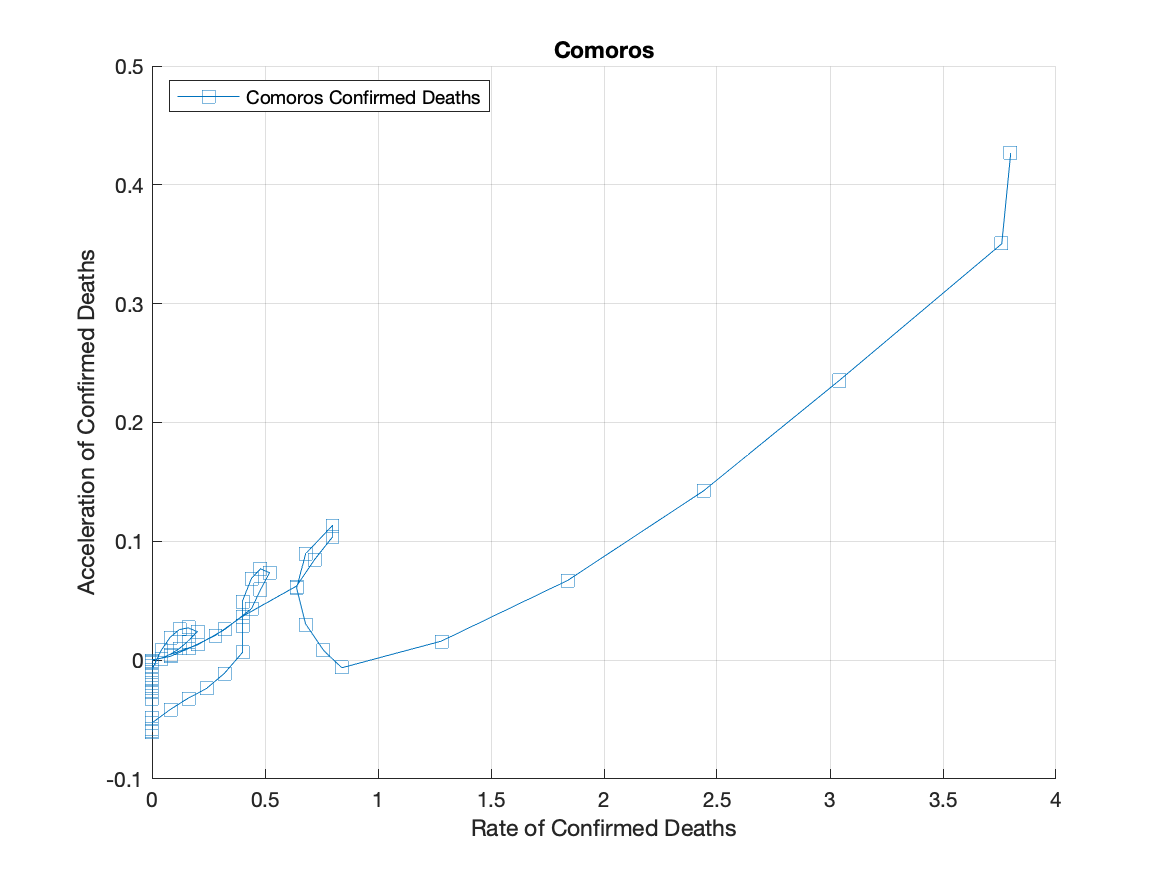 Comoros
Comoros Confirmed Deaths
0.5
0.4
0.3
0.2
0.1
0
-0.1
Acceleration of Confirmed Deaths
0 0.5 1 1.5 2 2.5 3 3.5 4
Rate of Confirmed Deaths